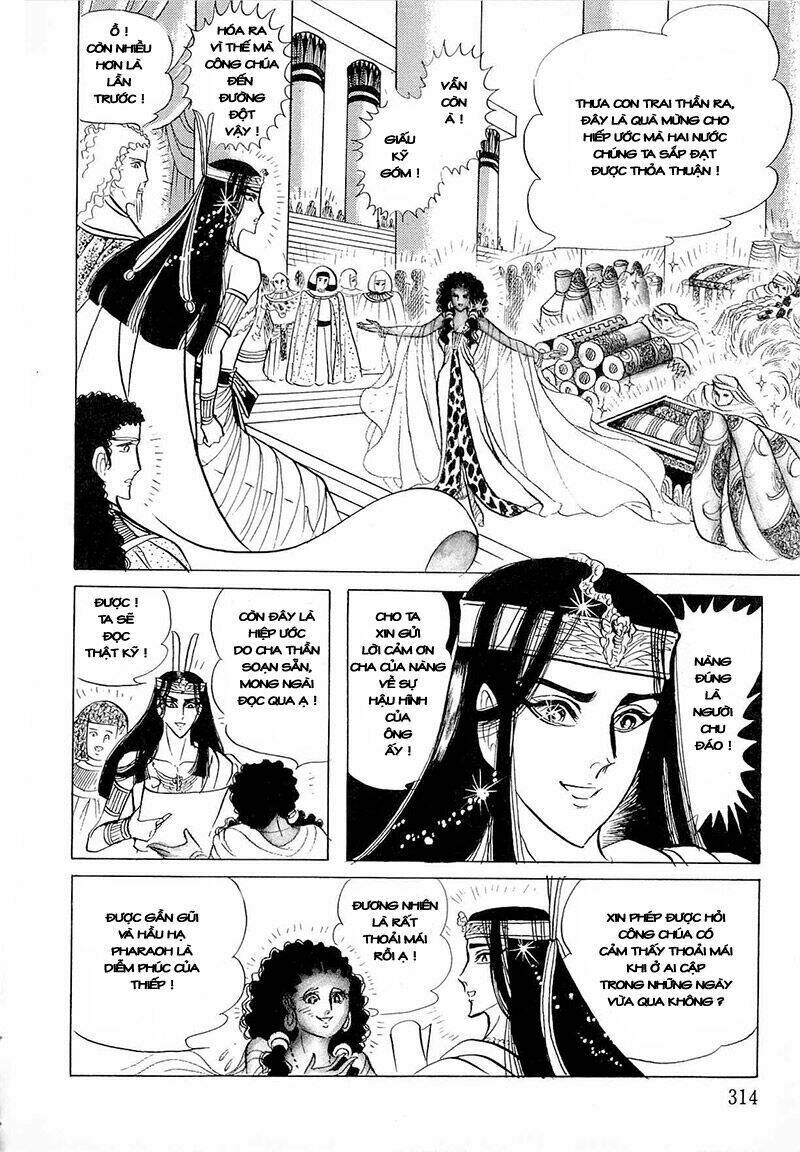 Ồ !
CÒN NHIỀU
HƠN LÀ
LẦN
TRƯỚC !
HÓA RA
VÌ THẾ MÀ
CÔNG CHÚA
ĐẾN
ĐƯỜNG
ĐỘT
VẬY !
VẪN
CÒN
À !
GIẤU
KỸ
GỚM !
THƯA CON TRAI THẦN RA,
ĐÂY LÀ QUÀ MỪNG CHO
HIẾP ƯỚC MÀ HAI NƯỚC
CHÚNG TA SẮP ĐẠT
ĐƯỢC THỎA THUẬN !
ĐƯỢC !
TA SẼ
ĐỌC
THẬT KỸ !
CÒN ĐÂY LÀ
HIỆP ƯỚC
DO CHA THẦN
SOẠN SẴN,
MONG NGÀI
ĐỌC QUA Ạ !
CHO TA
XIN GỬI
LỜI CẢM ƠN
CHA CỦA NÀNG
VỀ SỰ
HẬU HĨNH
CỦA
ÔNG
ẤY !
NÀNG
ĐÚNG
LÀ
NGƯỜI
CHU
ĐÁO !
ĐƯỢC GẦN GŨI
VÀ HẦU HẠ
PHARAOH LÀ
DIỄM PHÚC CỦA
THIẾP !
ĐƯƠNG NHIÊN
LÀ RẤT
THOẢI MÁI
RỒI Ạ !
XIN PHÉP ĐƯỢC HỎI
CÔNG CHÚA CÓ
CẢM THẤY THOẢI MÁI
KHI Ở AI CẬP
TRONG NHỮNG NGÀY
VỪA QUA KHÔNG ?
314